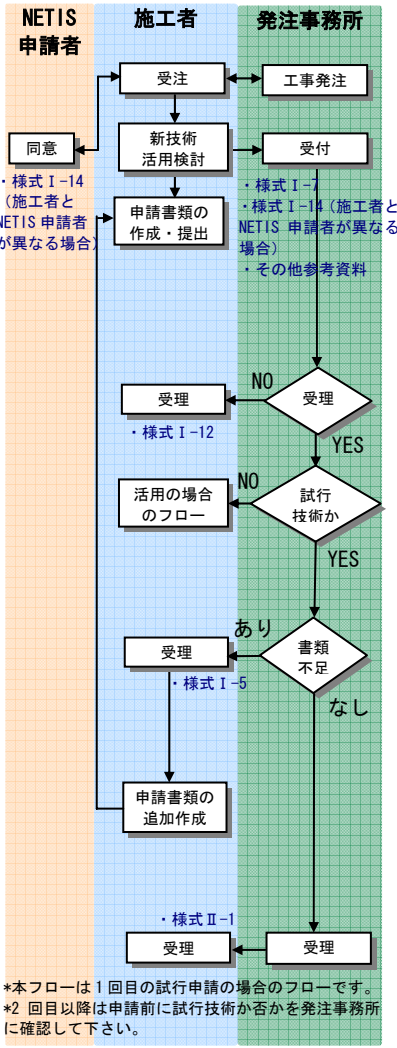 NETIS
申請者
施工者
発注事務所
受注
工事発注
同意
新技術
活用検討
受付
・様式Ⅰ-14
（施工者と
NETIS 申請者
が異なる場合）
申請書類の
作成・提出
・様式Ⅰ-7
・様式Ⅰ-14（施工者と
NETIS 申請者が異なる
場合）
・その他参考資料
受理
NO
受理
・様式Ⅰ-12
YES
活用の場合
のフロー
NO
試行
技術か
YES
あり
受理
書類
不足
・様式Ⅰ-5
なし
申請書類の
追加作成
・様式Ⅱ-1
受理
受理
*本フローは 1 回目の試行申請の場合のフローです。
*2 回目以降は申請前に試行技術か否かを発注事務所
に確認して下さい。